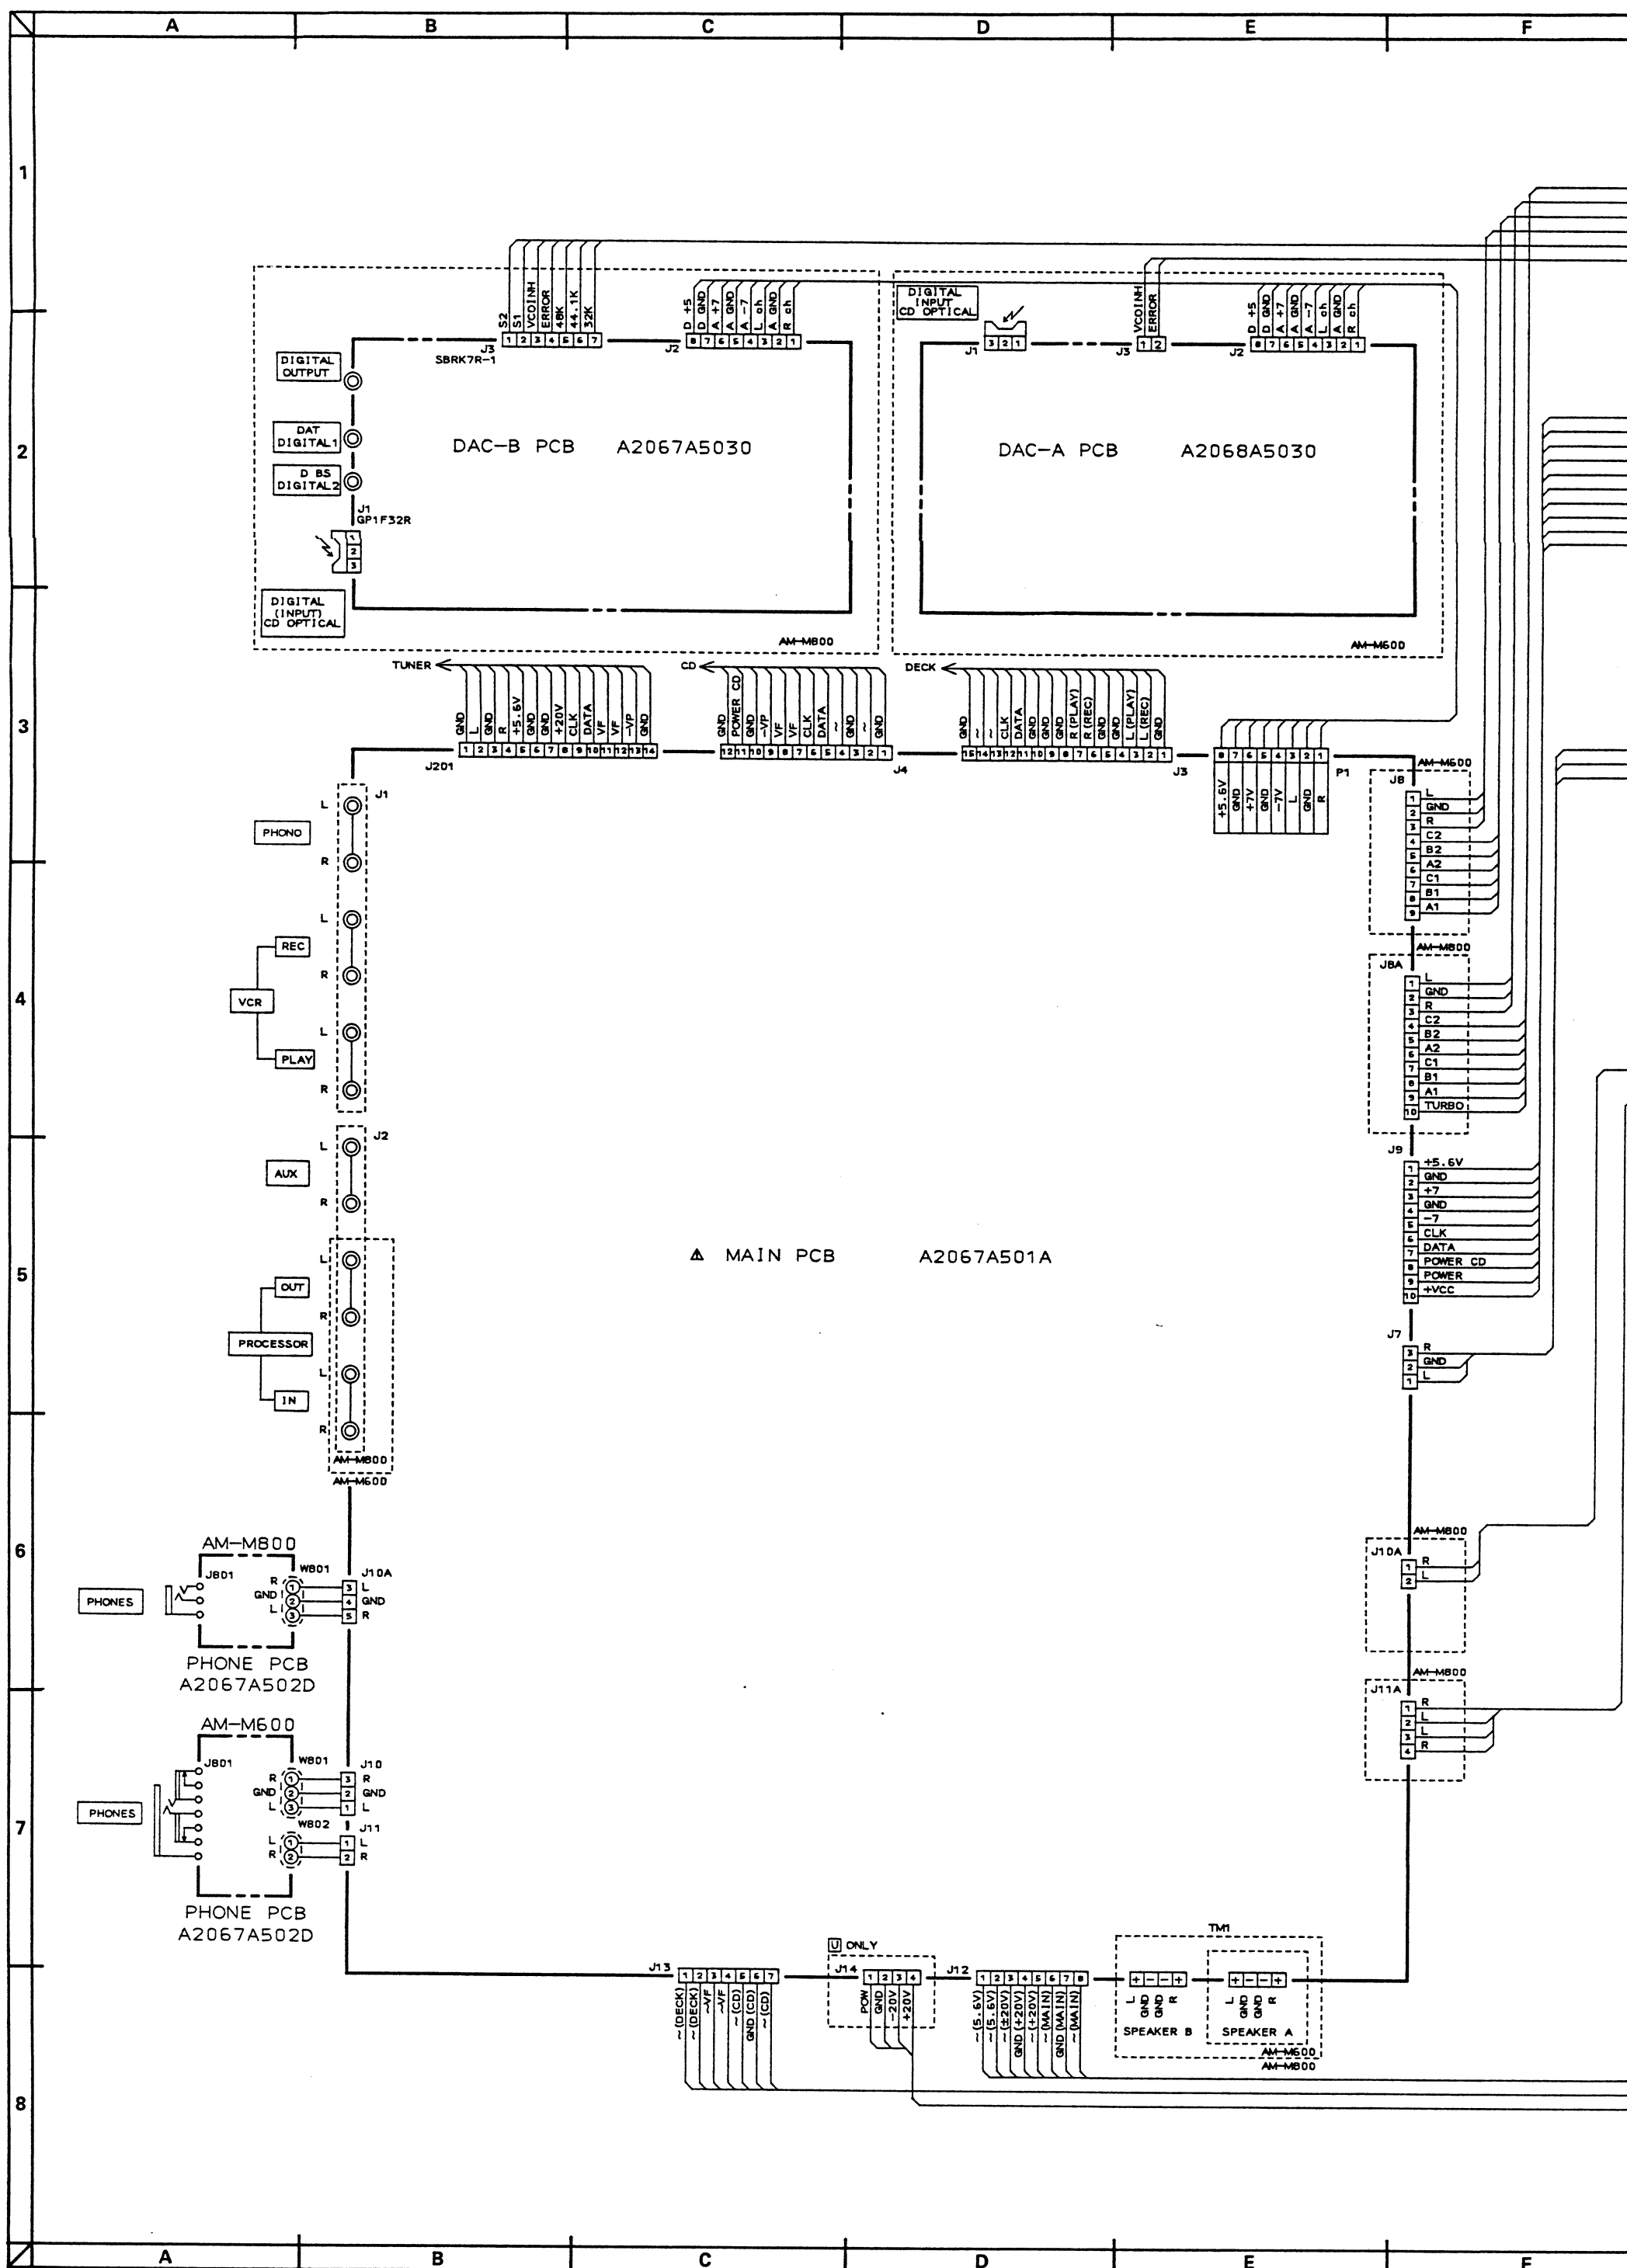 A B C D E F
1
2
3
4
5
6
7
8
S2
S1
VCOINH
ERROR
48K
44.1K
32K
J3
SBRK7R-1
1 2 3 4 5 6 7
D +5
D GND
A +7
A GND
A -7
L ch
A GND
R ch
J2
8 7 6 5 4 3 2 1
DIGITAL
OUTPUT
DAT
DIGITAL1
D BS
DIGITAL2
J1
GP1F32R
1
2
3
DIGITAL
(INPUT)
CD OPTICAL
DAC-B PCB A2067A5030
AM-M800
DIGITAL
INPUT
CD OPTICAL
J1
3 2 1
VCOINH
ERROR
J3
1 2
D +5
D GND
A +7
A GND
A -7
L ch
A GND
R ch
J2
8 7 6 5 4 3 2 1
DAC-A PCB A2068A5030
AM-M600
TUNER
GND
L
GND
R
+5.6V
GND
GND
+20V
CLK
DATA
VF
VF
-VP
GND
1 2 3 4 5 6 7 8 9 10 11 12 13 14
J201
CD
GND
POWER CD
GND
-VP
VF
VF
CLK
DATA
~
GND
~
GND
12 11 10 9 8 7 6 5 4 3 2 1
J4
DECK
GND
~
~
CLK
DATA
GND
GND
GND
R (PLAY)
R (REC)
GND
GND
L (PLAY)
L (REC)
GND
15 14 13 12 11 10 9 8 7 6 5 4 3 2 1
J3
8 7 6 5 4 3 2 1
P1
+5.6V
GND
+7V
GND
-7V
L
GND
R
AM-M600
J8
1 L
2 GND
3 R
4 C2
5 B2
6 A2
7 C1
8 B1
9 A1
AM-M800
J8A
1 L
2 GND
3 R
4 C2
5 B2
6 A2
7 C1
8 B1
9 A1
10 TURBO
J9
1 +5.6V
2 GND
3 +7
4 GND
5 -7
6 CLK
7 DATA
8 POWER CD
9 POWER
10 +VCC
J7
3 R
2 GND
1 L
J1
L
PHONO
R
L
REC
R
VCR
L
PLAY
R
J2
L
AUX
R
L
OUT
R
PROCESSOR
L
IN
R
AM-M800
AM-M600
MAIN PCB A2067A501A
AM-M800
J801
W801
J10A
PHONES
R 1 3 L
GND 2 4 GND
L 3 5 R
PHONE PCB
A2067A502D
AM-M600
J801
W801
J10
PHONES
R 1 3 R
GND 2 2 GND
L 3 1 L
W802
J11
L 1 1 L
R 2 2 R
PHONE PCB
A2067A502D
AM-M800
J10A
1 R
2 L
AM-M800
J11A
1 R
2 L
3 L
4 R
J13
1 2 3 4 5 6 7
~(DECK)
~(DECK)
~VF
~VF
~(CD)
GND (CD)
~(CD)
U ONLY
J14
1 2 3 4
POW
GND
-20V
+20V
J12
1 2 3 4 5 6 7 8
~(5.6V)
~(5.6V)
~(±20V)
GND (+20V)
~(+20V)
~(MAIN)
GND (MAIN)
~(MAIN)
TM1
+ - - +
L
GND
GND
R
SPEAKER B
+ - - +
L
GND
GND
R
SPEAKER A
AM-M600
AM-M800
A B C D E F